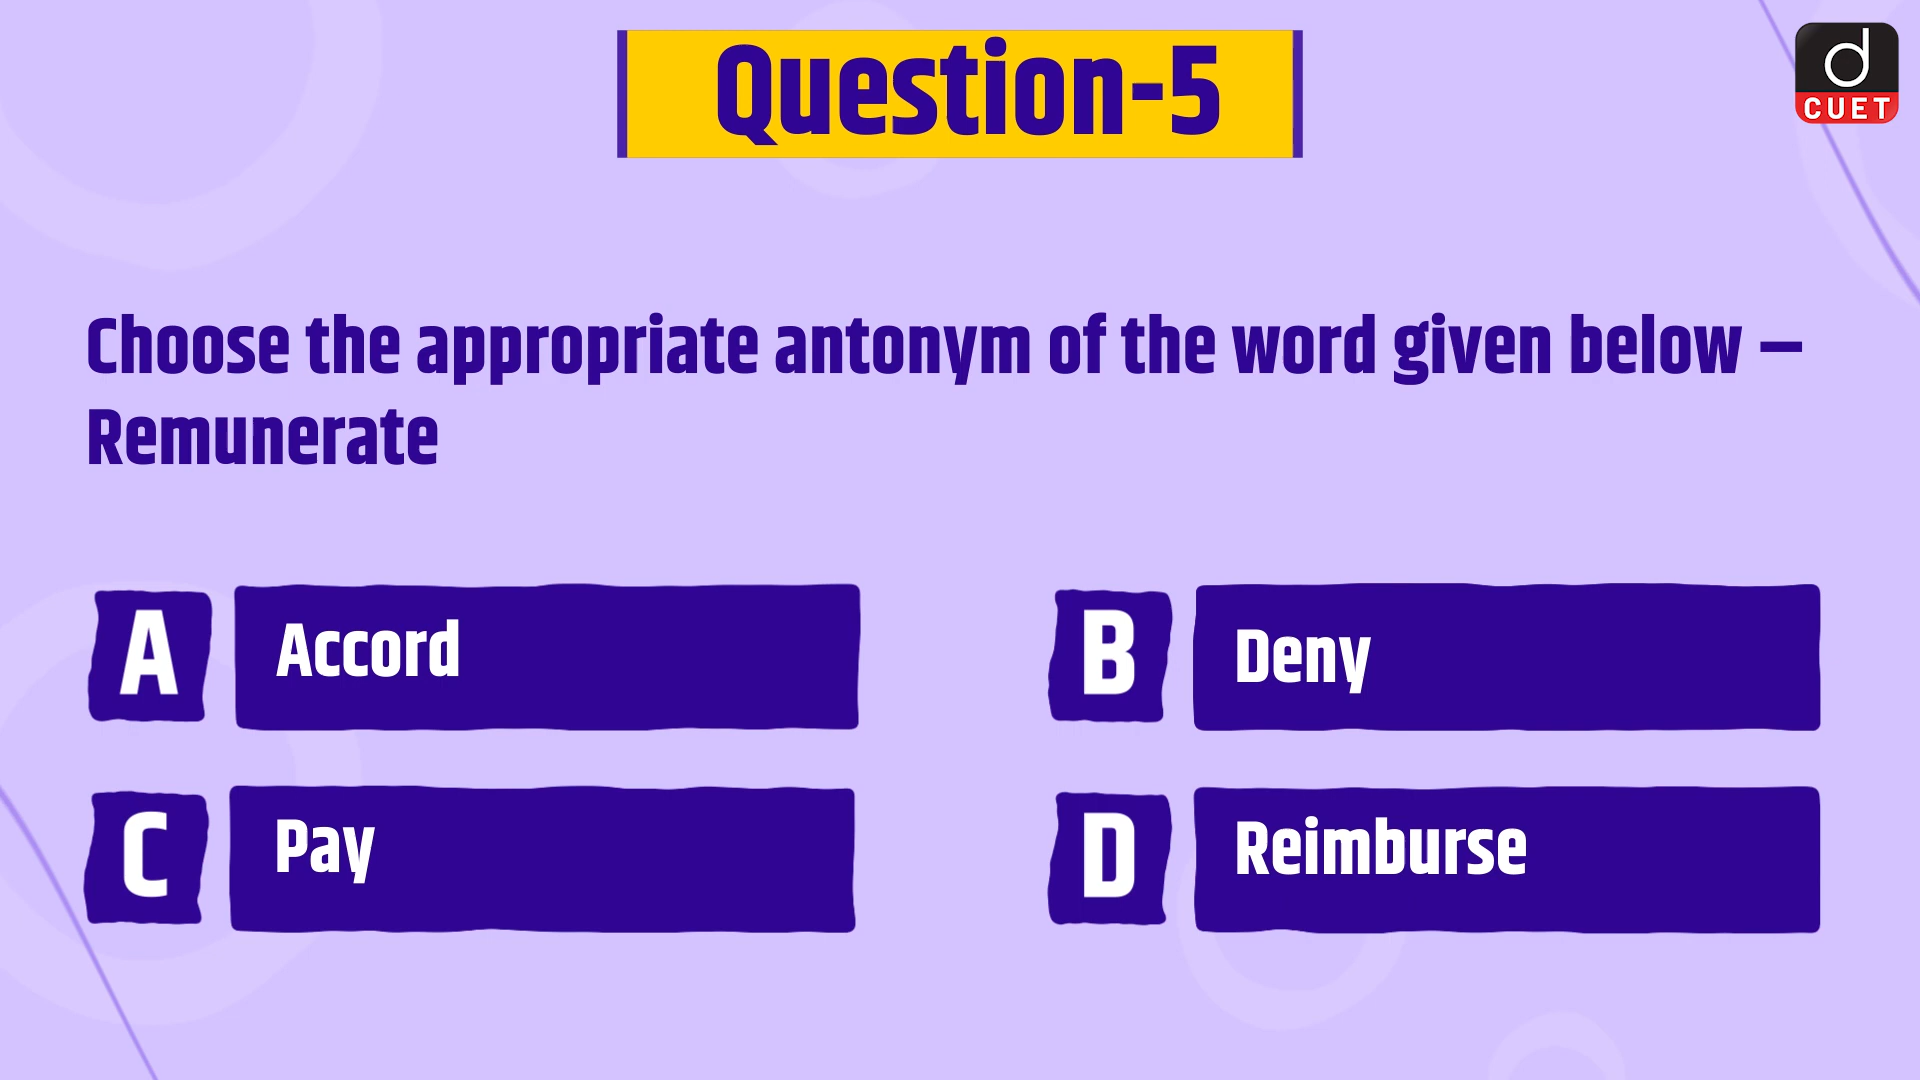 Question-5
d
CUET
Choose the appropriate antonym of the word given below –
Remunerate
A
Accord
B
Deny
C
Pay
D
Reimburse